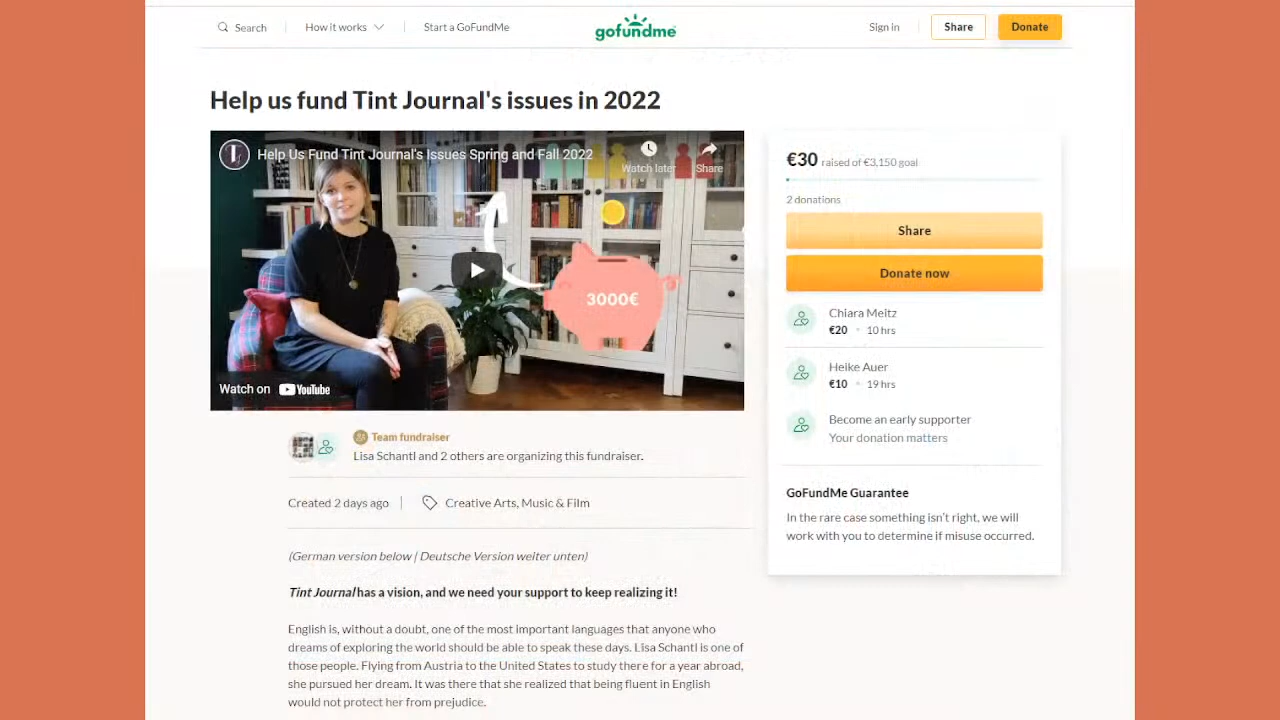 Search
How it works
Start a GoFundMe
gofundme
Sign in
Share
Donate
Help us fund Tint Journal's issues in 2022
Help Us Fund Tint Journal's Issues Spring and Fall 2022
Watch later
Share
3000€
Watch on YouTube
€30 raised of €3,150 goal
2 donations
Share
Donate now
Chiara Meitz
€20 • 10 hrs
Heike Auer
€10 • 19 hrs
Become an early supporter
Your donation matters
GoFundMe Guarantee
In the rare case something isn't right, we will
work with you to determine if misuse occurred.
Team fundraiser
Lisa Schantl and 2 others are organizing this fundraiser.
Created 2 days ago
Creative Arts, Music & Film
(German version below | Deutsche Version weiter unten)
Tint Journal has a vision, and we need your support to keep realizing it!
English is, without a doubt, one of the most important languages that anyone who
dreams of exploring the world should be able to speak these days. Lisa Schantl is one of
those people. Flying from Austria to the United States to study there for a year abroad,
she pursued her dream. It was there that she realized that being fluent in English
would not protect her from prejudice.